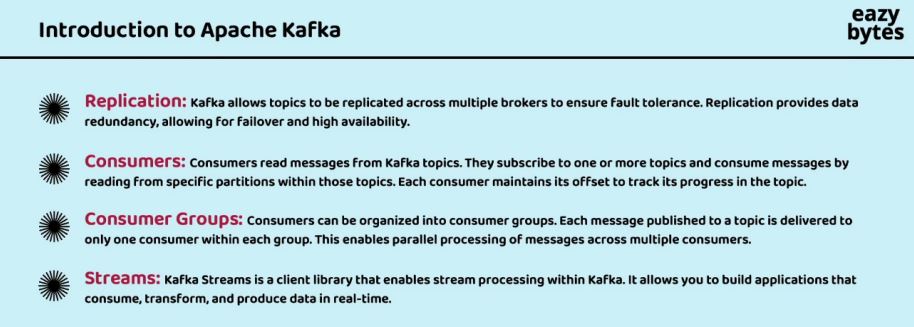 Introduction to Apache Kafka
eazy
bytes
Replication: Kafka allows topics to be replicated across multiple brokers to ensure fault tolerance. Replication provides data
redundancy, allowing for failover and high availability.
Consumers: Consumers read messages from Kafka topics. They subscribe to one or more topics and consume messages by
reading from specific partitions within those topics. Each consumer maintains its offset to track its progress in the topic.
Consumer Groups: Consumers can be organized into consumer groups. Each message published to a topic is delivered to
only one consumer within each group. This enables parallel processing of messages across multiple consumers.
Streams: Kafka Streams is a client library that enables stream processing within Kafka. It allows you to build applications that
consume, transform, and produce data in real-time.